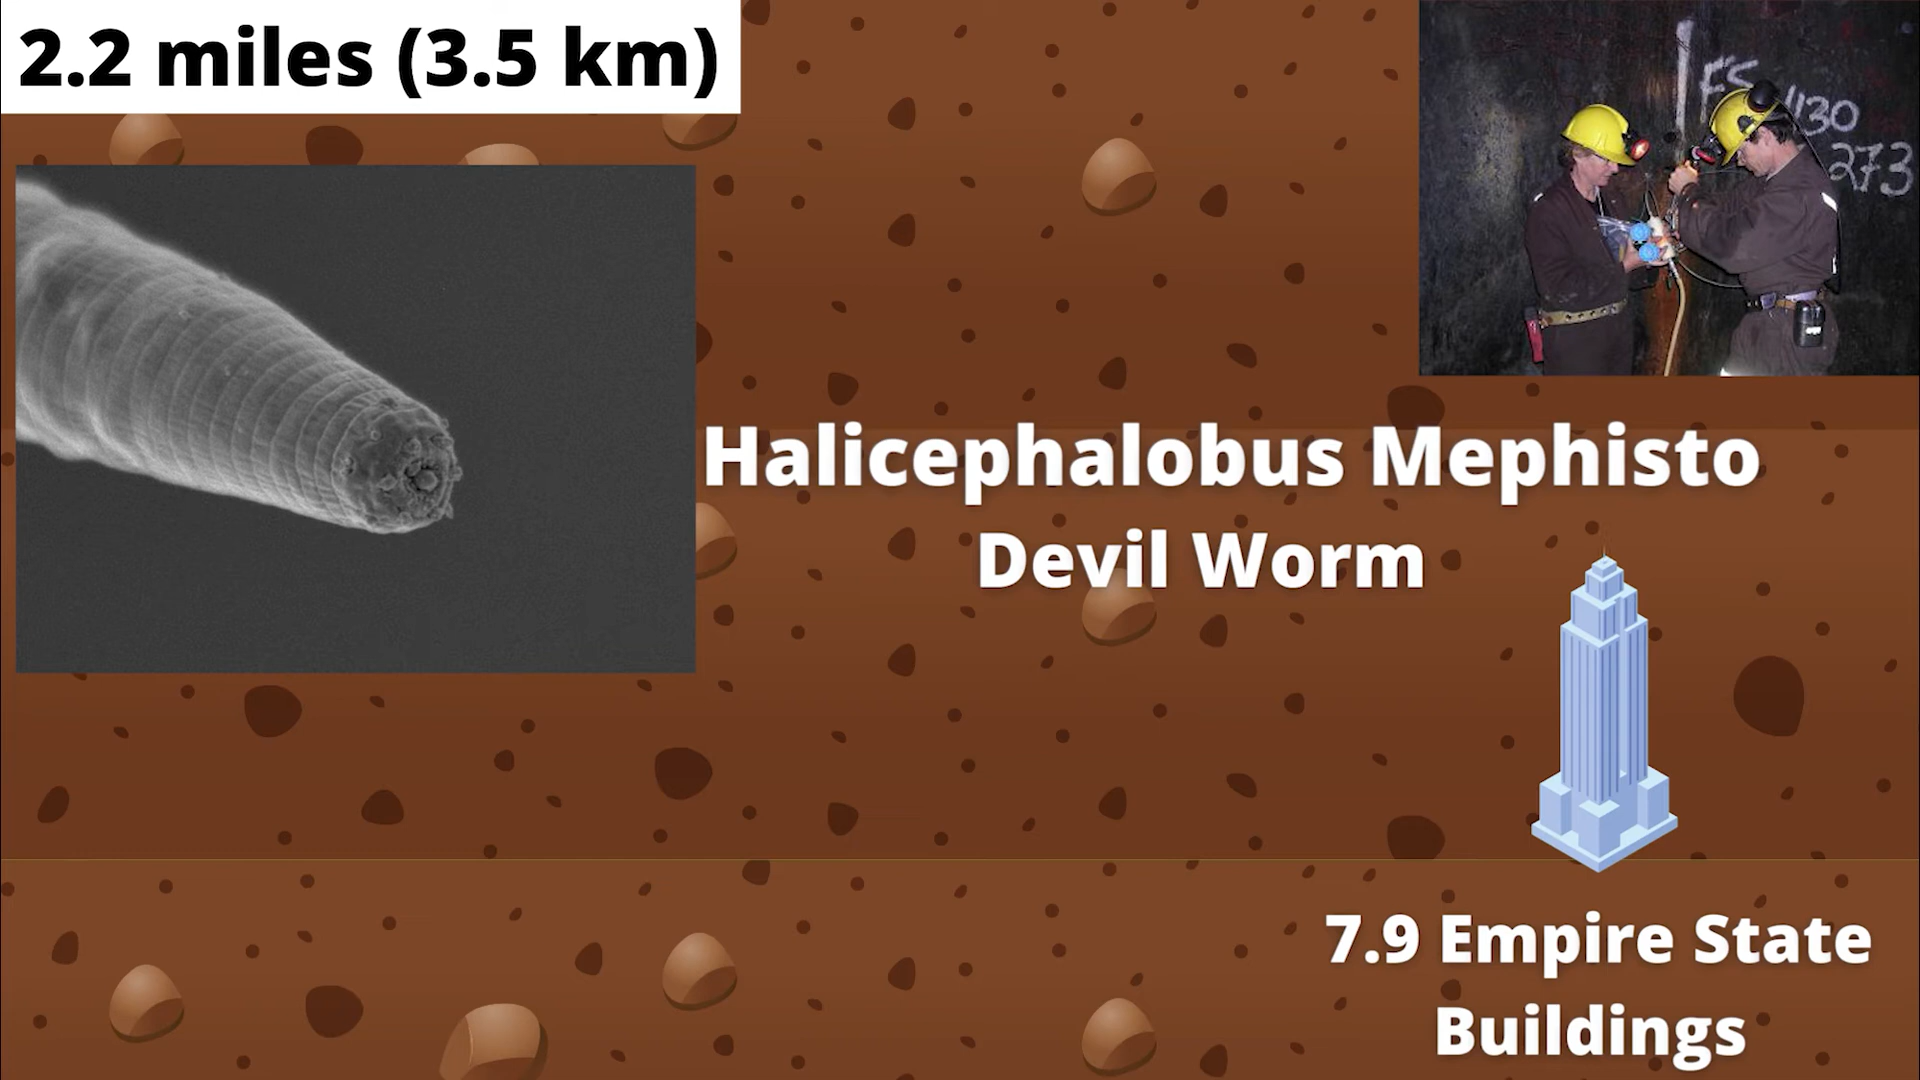 2.2 miles (3.5 km)
FS
1130
273
Halicephalobus Mephisto
Devil Worm
7.9 Empire State
Buildings